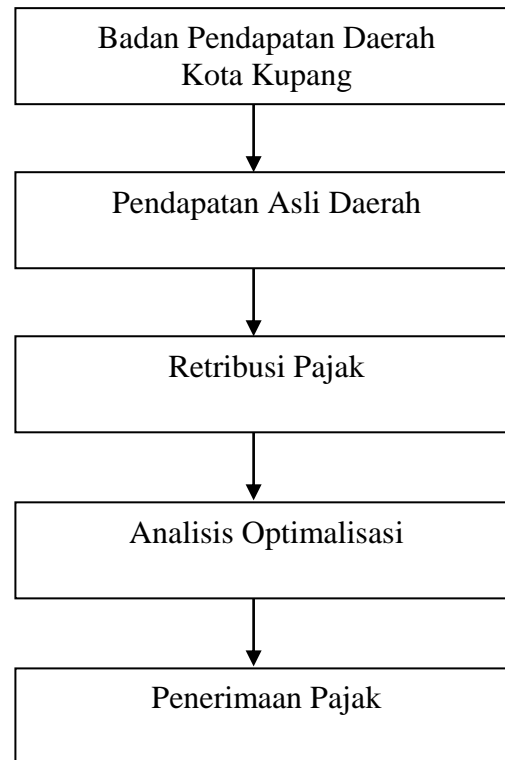 Badan Pendapatan Daerah
Kota Kupang
Pendapatan Asli Daerah
Retribusi Pajak
Analisis Optimalisasi
Penerimaan Pajak